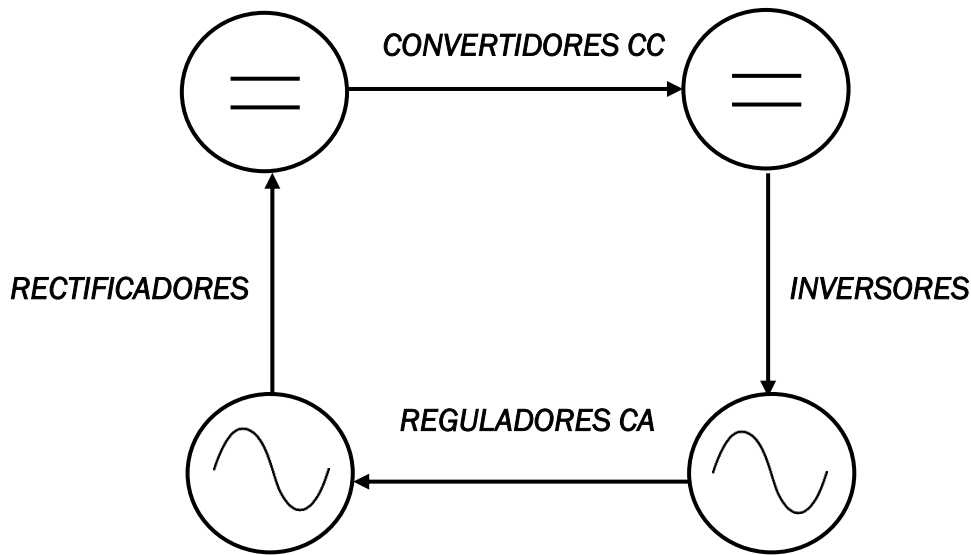 CONVERTIDORES CC
RECTIFICADORES
INVERSORES
REGULADORES CA